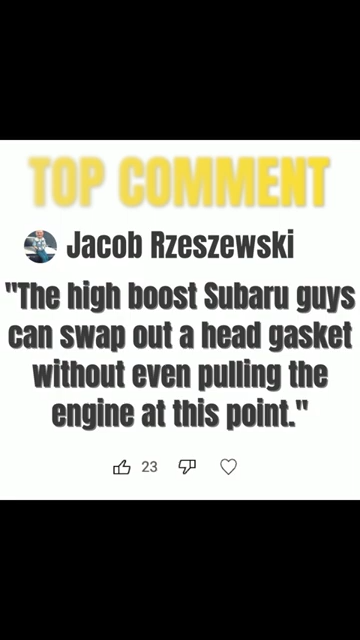 TOP COMMENT
Jacob Rzeszewski
"The high boost Subaru guys
can swap out a head gasket
without even pulling the
engine at this point."
23